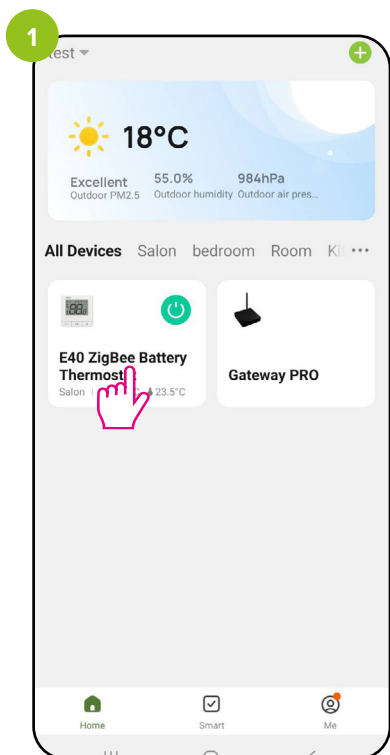 1
test
18°C
Excellent 55.0% 984hPa
Outdoor PM2.5 Outdoor humidity Outdoor air pres...
All Devices Salon bedroom Room
E40 ZigBee Battery
Thermost
Gateway PRO
Salon 23.5°C
Home Smart Me